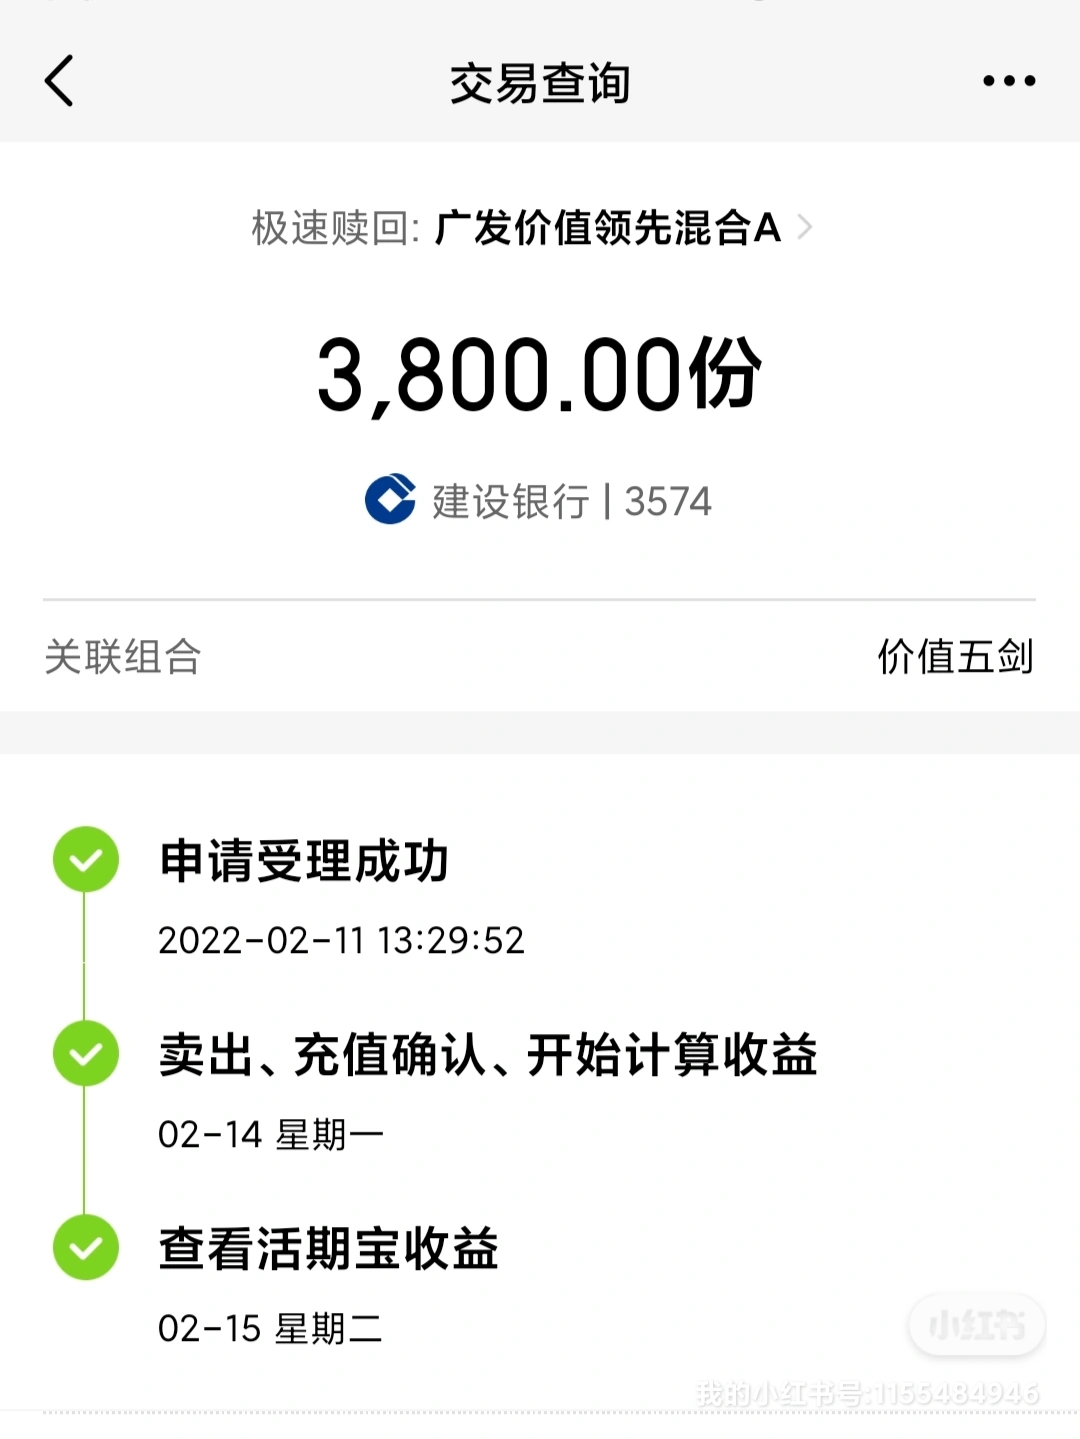 交易查询
极速赎回: 广发价值领先混合A
3,800.00份
建设银行 | 3574
关联组合 价值五剑
申请受理成功
2022-02-11 13:29:52
卖出、充值确认、开始计算收益
02-14 星期一
查看活期宝收益
02-15 星期二
小红书
我的小红书号:1155484946